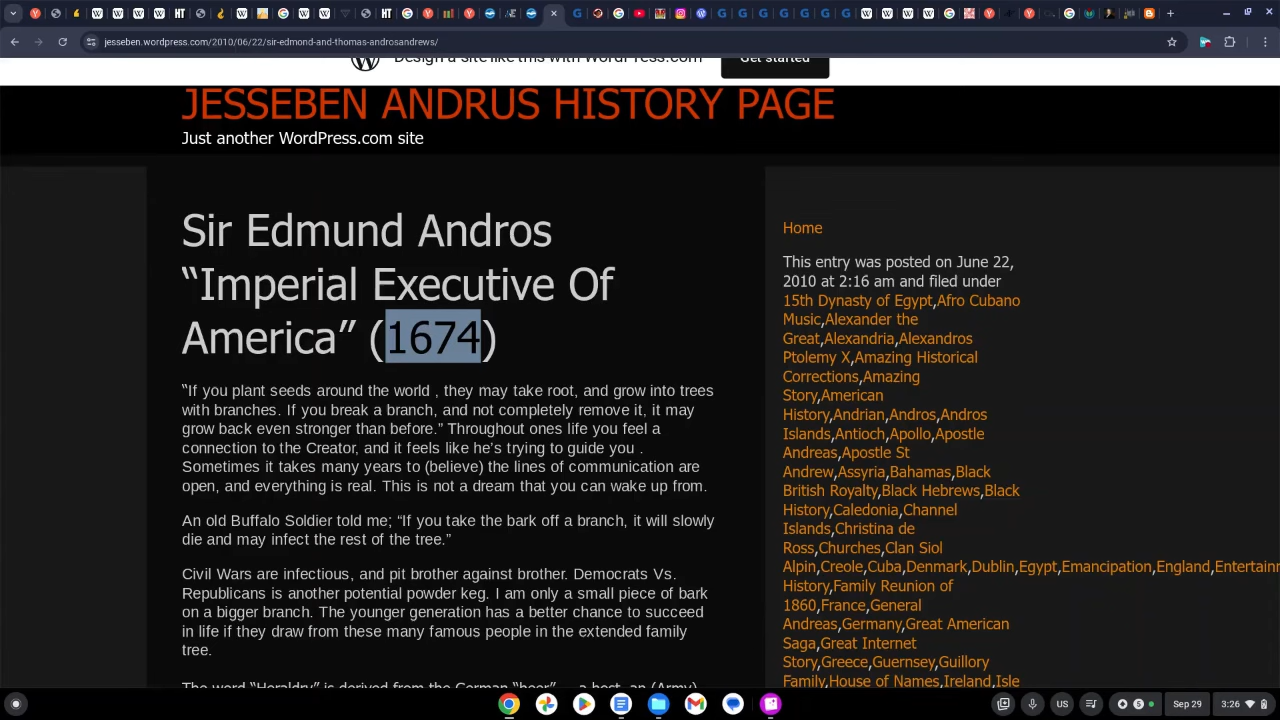 jesseben.wordpress.com/2010/06/22/sir-edmond-and-thomas-androsandrews/
Design a site like this with WordPress.com
Get started
JESSEBEN ANDRUS HISTORY PAGE
Just another WordPress.com site
Sir Edmund Andros
“Imperial Executive Of
America” (1674)
“If you plant seeds around the world , they may take root, and grow into trees
with branches. If you break a branch, and not completely remove it, it may
grow back even stronger than before.” Throughout ones life you feel a
connection to the Creator, and it feels like he’s trying to guide you .
Sometimes it takes many years to (believe) the lines of communication are
open, and everything is real. This is not a dream that you can wake up from.
An old Buffalo Soldier told me; “If you take the bark off a branch, it will slowly
die and may infect the rest of the tree.”
Civil Wars are infectious, and pit brother against brother. Democrats Vs.
Republicans is another potential powder keg. I am only a small piece of bark
on a bigger branch. The younger generation has a better chance to succeed
in life if they draw from these many famous people in the extended family
tree.
The word “Heraldry” is derived from the German “heer”, – a host, an (Army)
Home
This entry was posted on June 22,
2010 at 2:16 am and filed under
15th Dynasty of Egypt,Afro Cubano
Music,Alexander the
Great,Alexandria,Alexandros
Ptolemy X,Amazing Historical
Corrections,Amazing
Story,American
History,Andrian,Andros,Andros
Islands,Antioch,Apollo,Apostle
Andreas,Apostle St
Andrew,Assyria,Bahamas,Black
British Royalty,Black Hebrews,Black
History,Caledonia,Channel
Islands,Christina de
Ross,Churches,Clan Siol
Alpin,Creole,Cuba,Denmark,Dublin,Egypt,Emancipation,England,Entertainm
History,Family Reunion of
1860,France,General
Andreas,Germany,Great American
Saga,Great Internet
Story,Greece,Guernsey,Guillory
Family,House of Names,Ireland,Isle
US
5
Sep 29
3:26